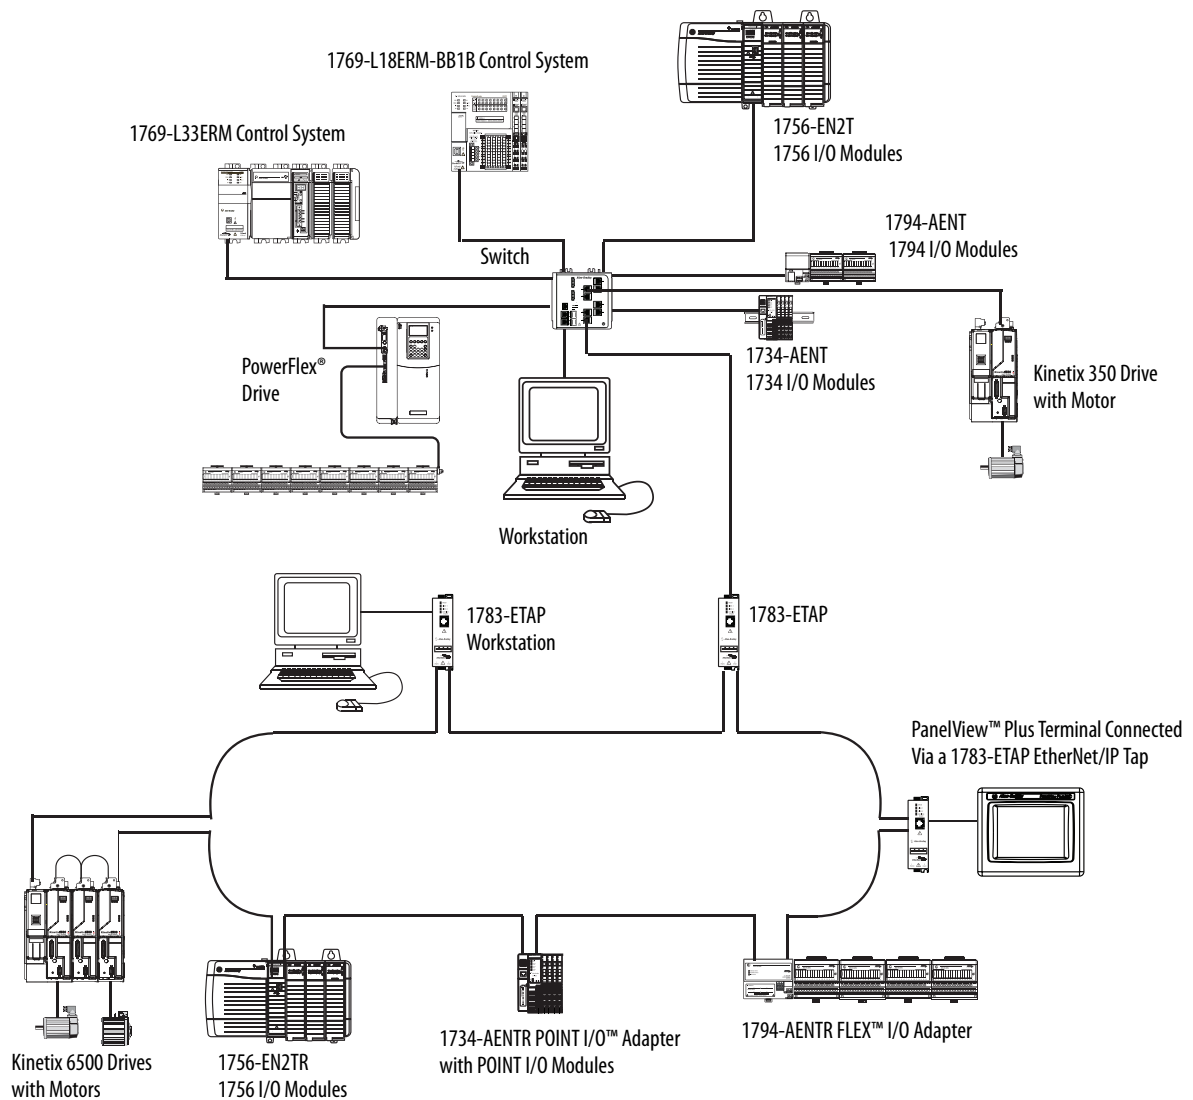 1769-L18ERM-BB1B Control System
1756-EN2T
1756 I/O Modules
1769-L33ERM Control System
1794-AENT
1794 I/O Modules
Switch
PowerFlex®
Drive
1734-AENT
1734 I/O Modules
Kinetix 350 Drive
with Motor
Workstation
1783-ETAP
Workstation
1783-ETAP
PanelView™ Plus Terminal Connected
Via a 1783-ETAP EtherNet/IP Tap
Kinetix 6500 Drives
with Motors
1756-EN2TR
1756 I/O Modules
1734-AENTR POINT I/O™ Adapter
with POINT I/O Modules
1794-AENTR FLEX™ I/O Adapter